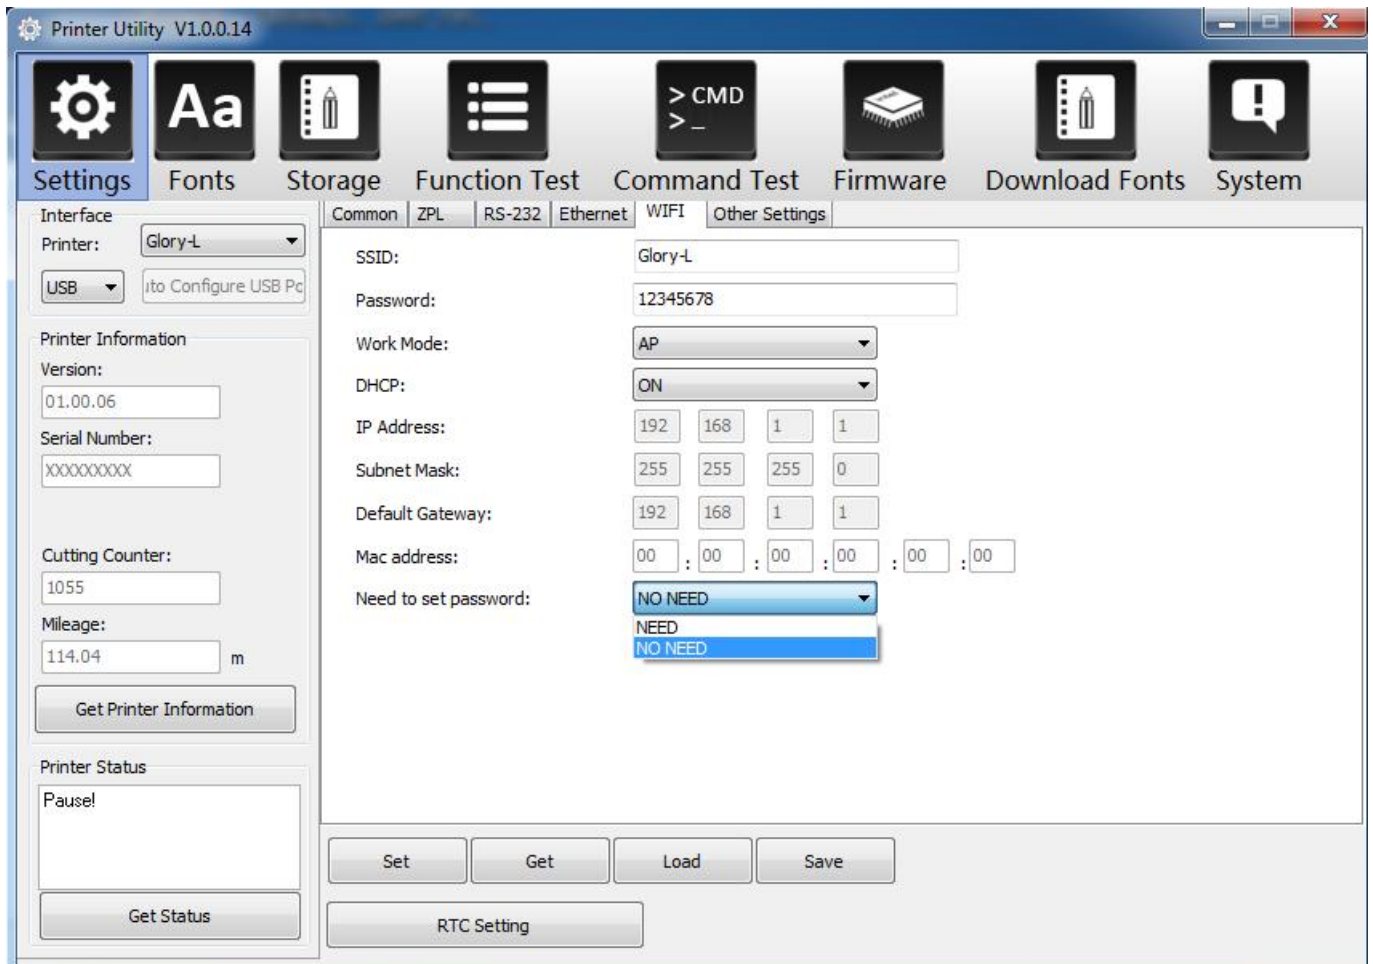 Printer Utility V1.0.0.14
Aa
> CMD
>_
Settings Fonts Storage Function Test Command Test Firmware Download Fonts System
Interface
Printer: Glory-L
USB
ito Configure USB Pc
Printer Information
Version:
01.00.06
Serial Number:
XXXXXXXXX
Cutting Counter:
1055
Mileage:
114.04 m
Get Printer Information
Printer Status
Pause!
Get Status
Common ZPL RS-232 Ethernet WIFI Other Settings
SSID: Glory-L
Password: 12345678
Work Mode: AP
DHCP: ON
IP Address: 192 168 1 1
Subnet Mask: 255 255 255 0
Default Gateway: 192 168 1 1
Mac address: 00 : 00 : 00 : 00 : 00 : 00
Need to set password: NO NEED
NEED
NO NEED
Set Get Load Save
RTC Setting